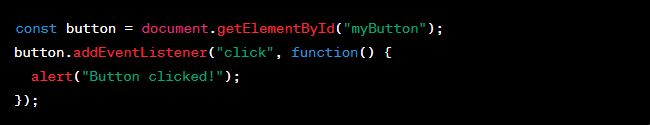 const button = document.getElementById("myButton");
button.addEventListener("click", function() {
  alert("Button clicked!");
});